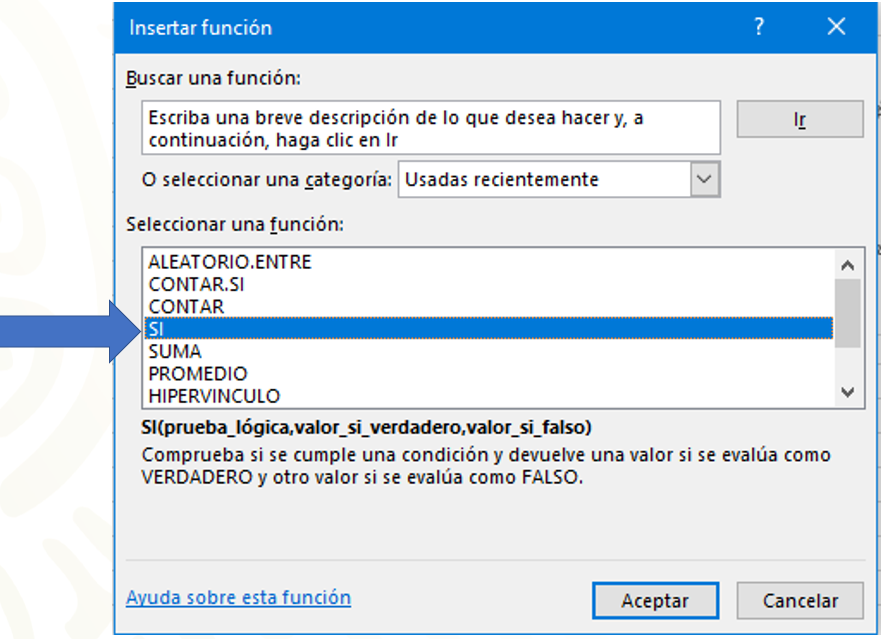 Insertar función
?
Buscar una función:
Escriba una breve descripción de lo que desea hacer y, a
continuación, haga clic en Ir
Ir
O seleccionar una categoría: Usadas recientemente
Seleccionar una función:
ALEATORIO.ENTRE
CONTAR.SI
CONTAR
SI
SUMA
PROMEDIO
HIPERVINCULO
SI(prueba_lógica,valor_si_verdadero,valor_si_falso)
Comprueba si se cumple una condición y devuelve una valor si se evalúa como
VERDADERO y otro valor si se evalúa como FALSO.
Ayuda sobre esta función
Aceptar
Cancelar